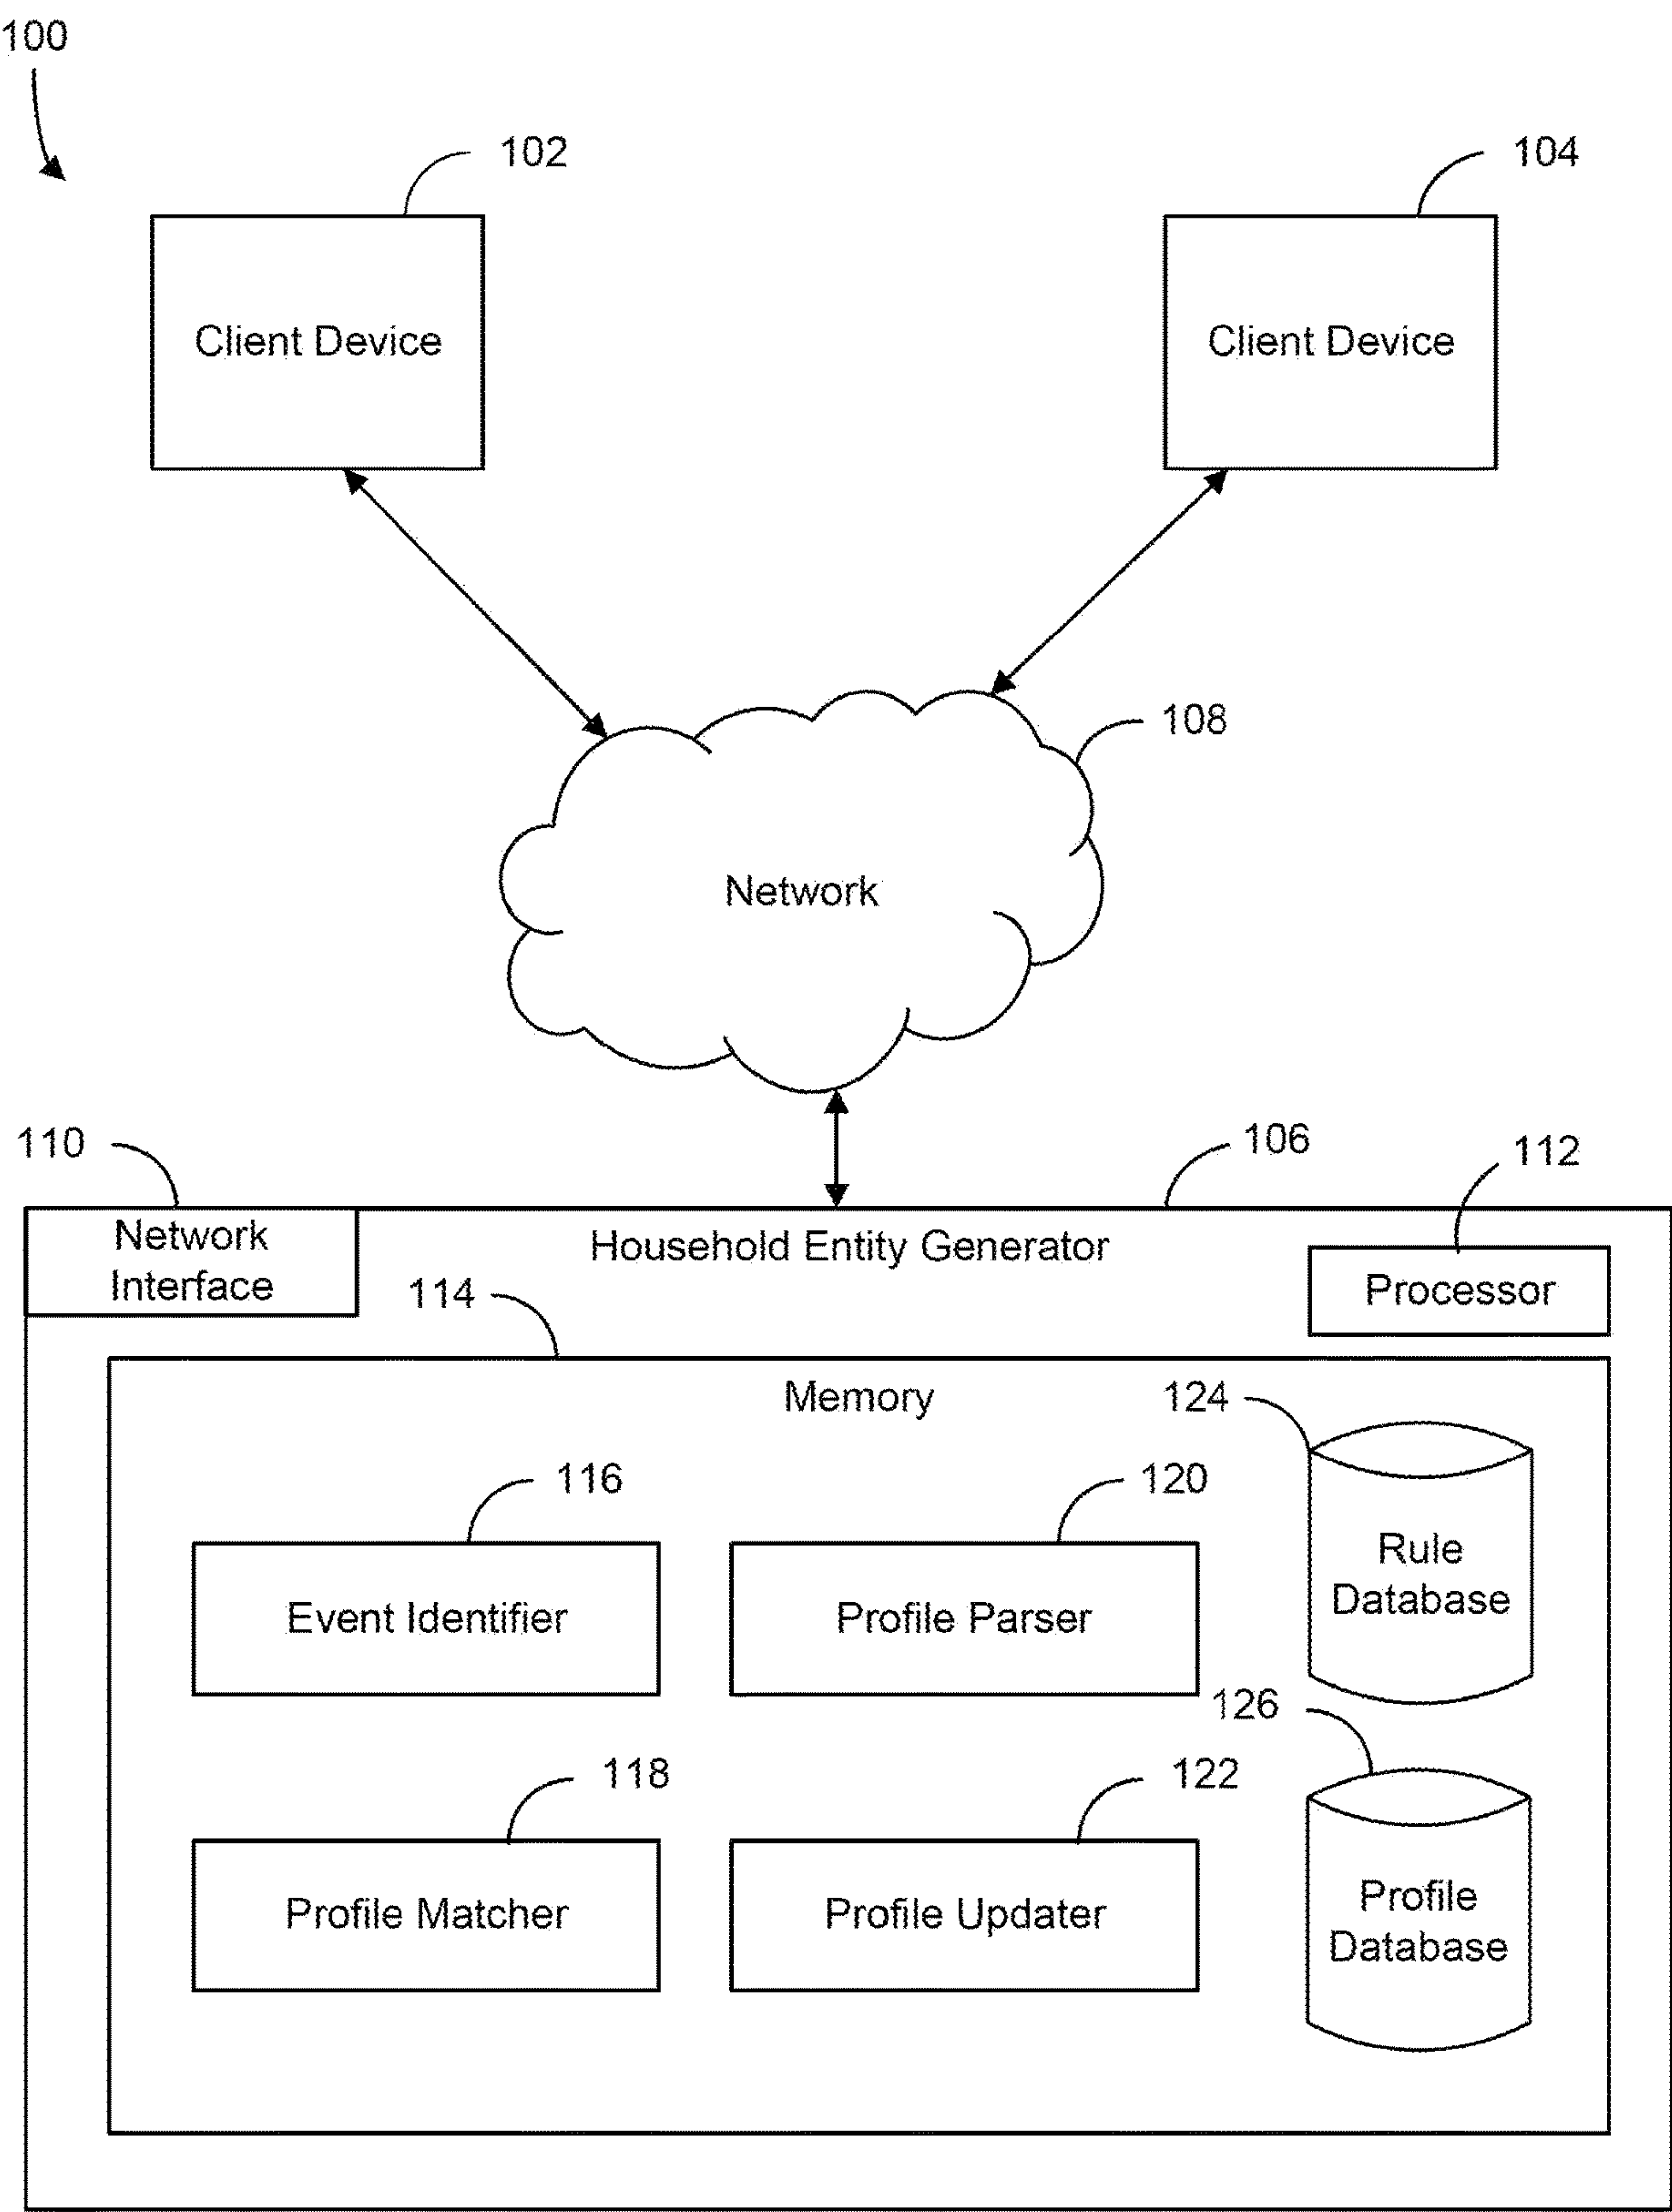 100
102
104
Client Device
Client Device
108
Network
110
106
112
Network
Interface
Household Entity Generator
Processor
114
Memory
124
116
120
Rule
Database
Event Identifier
Profile Parser
126
118
122
Profile
Database
Profile Matcher
Profile Updater